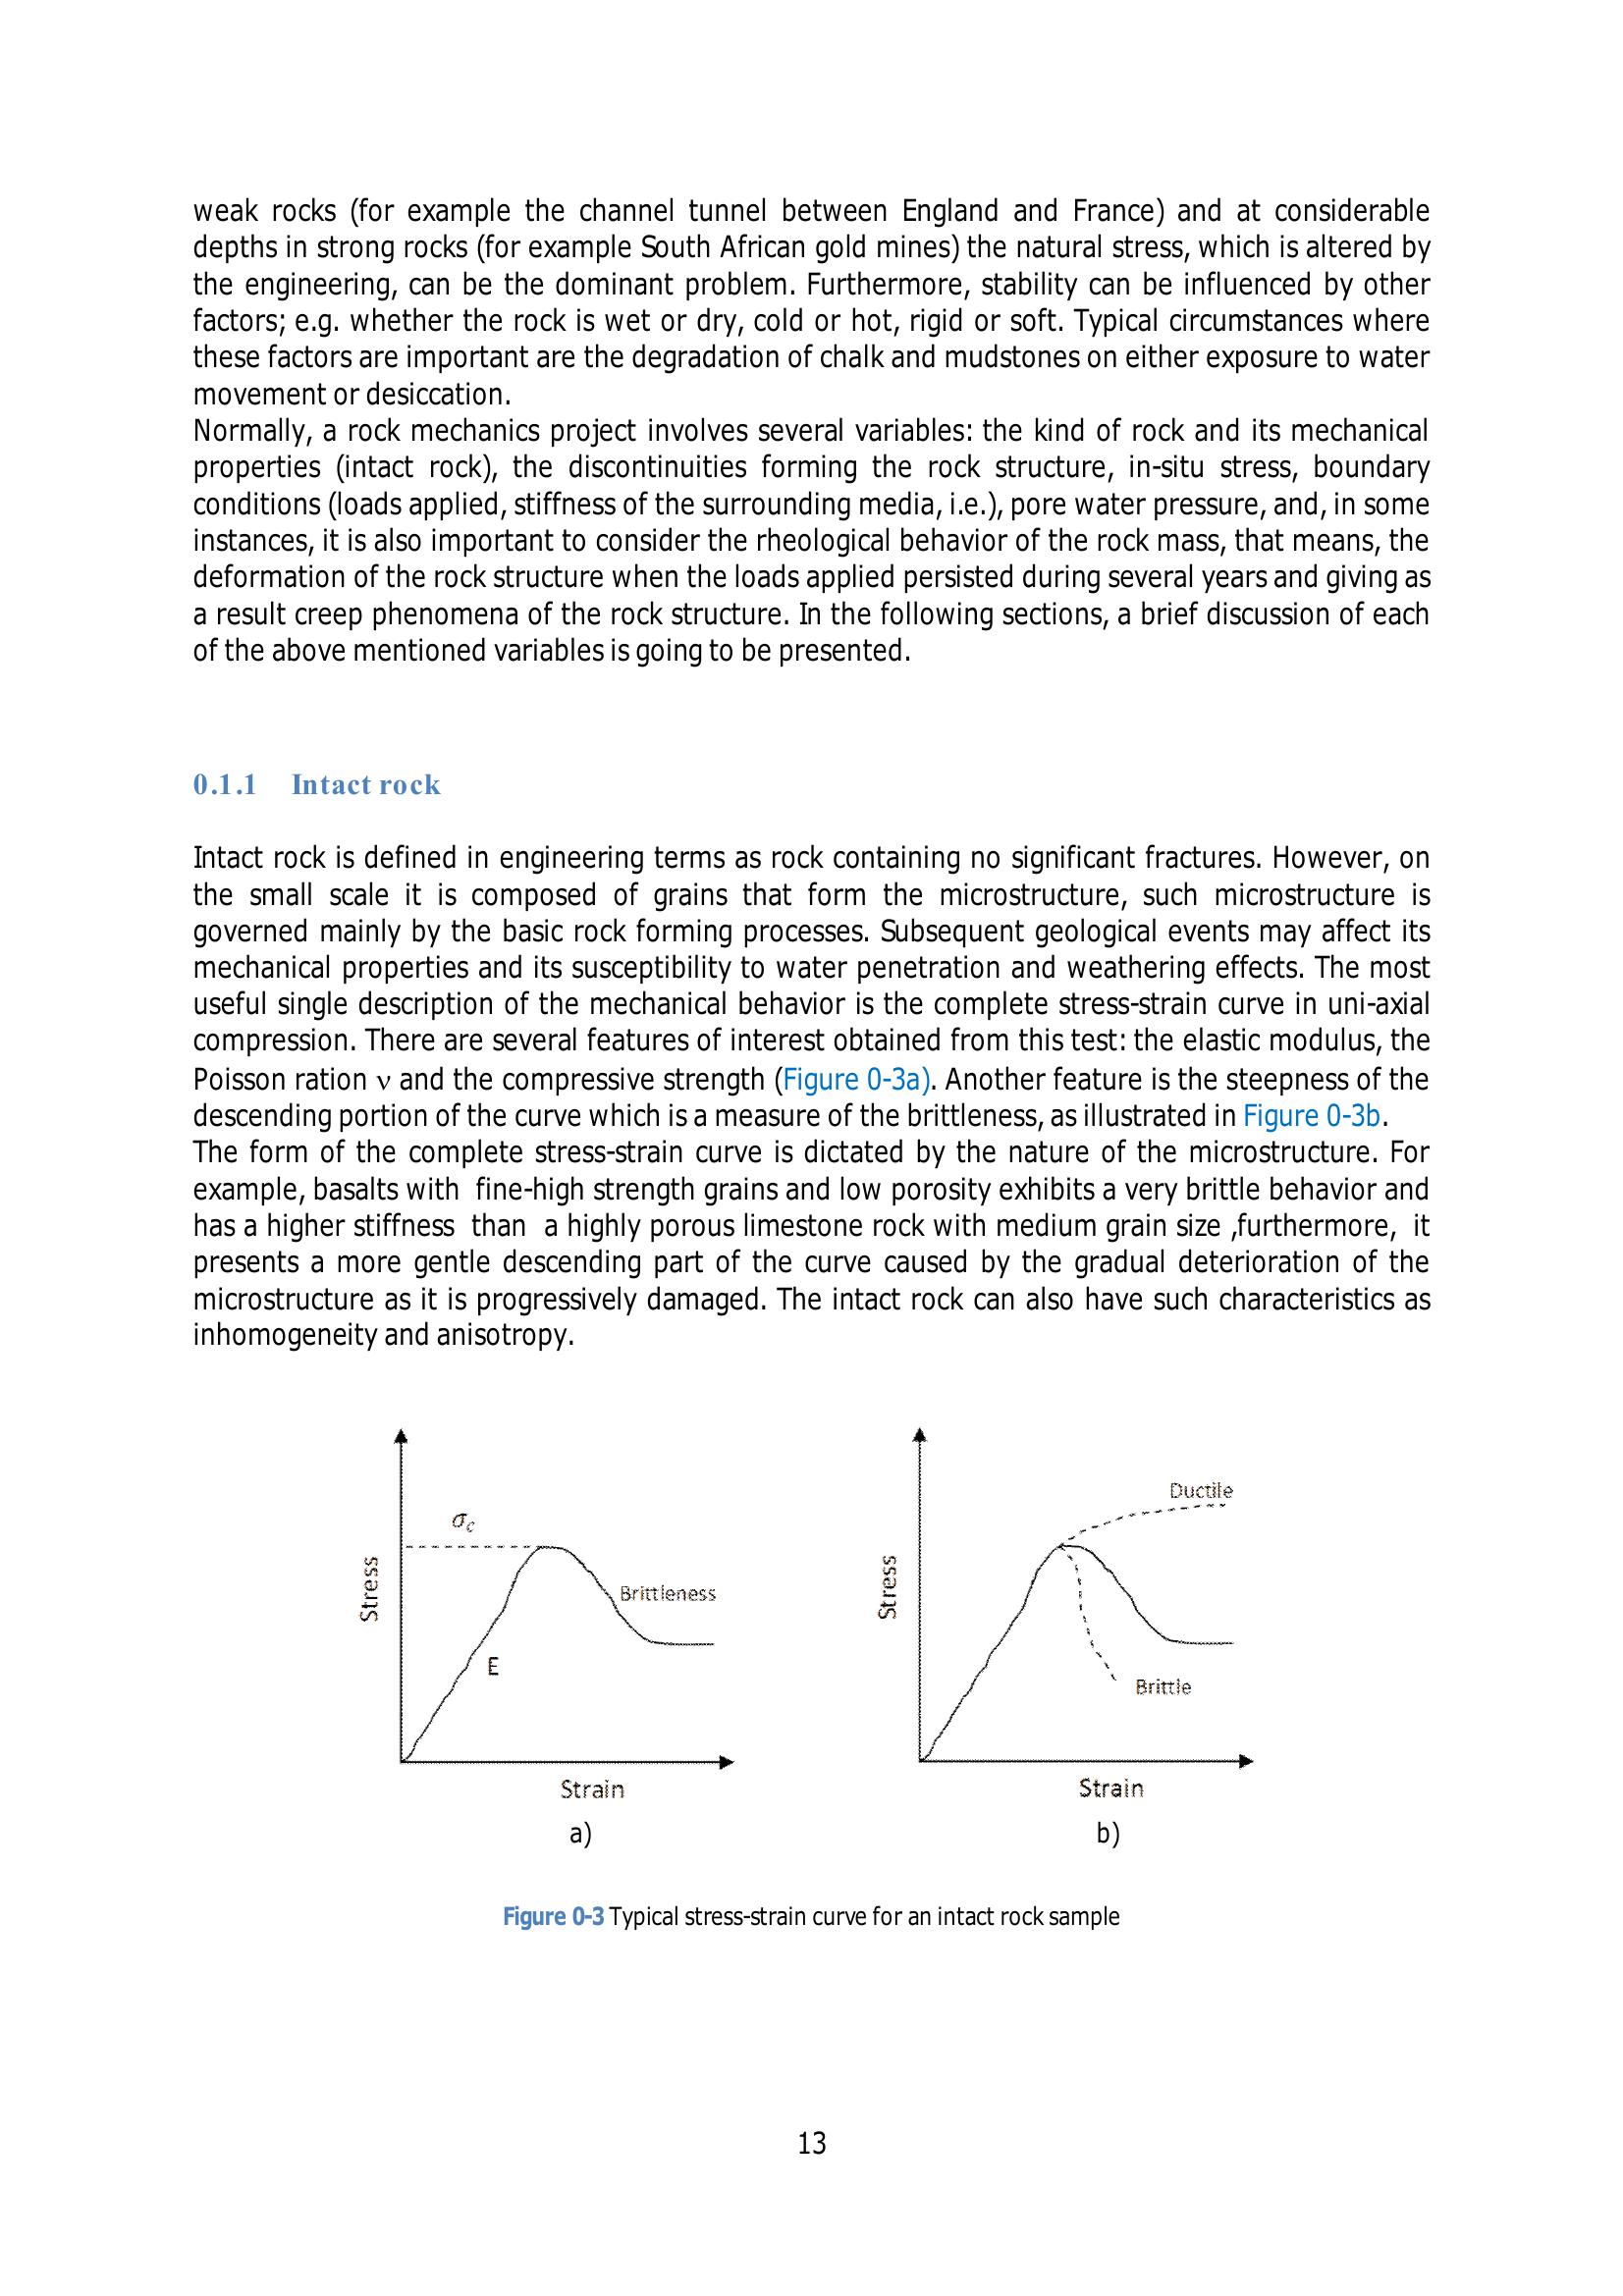 weak rocks (for example the channel tunnel between England and France) and at considerable
depths in strong rocks (for example South African gold mines) the natural stress, which is altered by
the engineering, can be the dominant problem. Furthermore, stability can be influenced by other
factors; e.g. whether the rock is wet or dry, cold or hot, rigid or soft. Typical circumstances where
these factors are important are the degradation of chalk and mudstones on either exposure to water
movement or desiccation.
Normally, a rock mechanics project involves several variables: the kind of rock and its mechanical
properties (intact rock), the discontinuities forming the rock structure, in-situ stress, boundary
conditions (loads applied, stiffness of the surrounding media, i.e.), pore water pressure, and, in some
instances, it is also important to consider the rheological behavior of the rock mass, that means, the
deformation of the rock structure when the loads applied persisted during several years and giving as
a result creep phenomena of the rock structure. In the following sections, a brief discussion of each
of the above mentioned variables is going to be presented.
0.1.1 Intact rock
Intact rock is defined in engineering terms as rock containing no significant fractures. However, on
the small scale it is composed of grains that form the microstructure, such microstructure is
governed mainly by the basic rock forming processes. Subsequent geological events may affect its
mechanical properties and its susceptibility to water penetration and weathering effects. The most
useful single description of the mechanical behavior is the complete stress-strain curve in uni-axial
compression. There are several features of interest obtained from this test: the elastic modulus, the
Poisson ration ν and the compressive strength (Figure 0-3a). Another feature is the steepness of the
descending portion of the curve which is a measure of the brittleness, as illustrated in Figure 0-3b.
The form of the complete stress-strain curve is dictated by the nature of the microstructure. For
example, basalts with fine-high strength grains and low porosity exhibits a very brittle behavior and
has a higher stiffness than a highly porous limestone rock with medium grain size ,furthermore, it
presents a more gentle descending part of the curve caused by the gradual deterioration of the
microstructure as it is progressively damaged. The intact rock can also have such characteristics as
inhomogeneity and anisotropy.
σc
Stress
Brittleness
E
Strain
a)
Ductile
Stress
Brittle
Strain
b)
Figure 0-3 Typical stress-strain curve for an intact rock sample
13